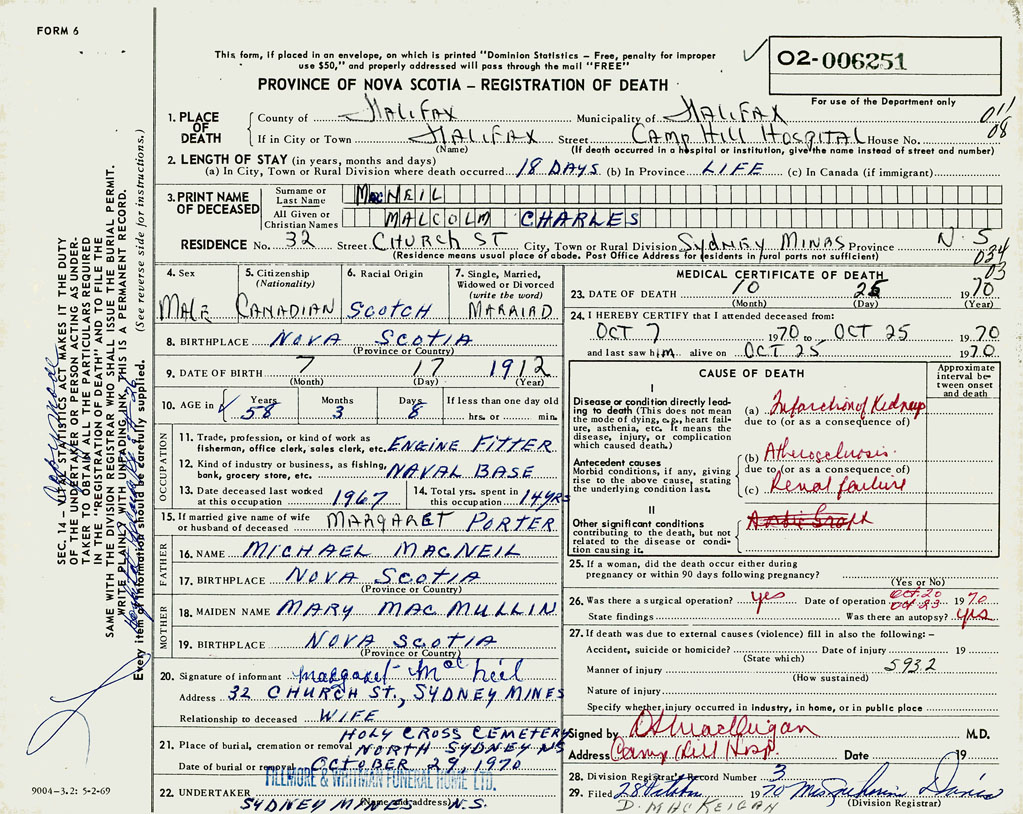 FORM 6
This form, if placed in an envelope, on which is printed "Dominion Statistics – Free, penalty for improper
use $50," and properly addressed will pass through the mail "FREE"
PROVINCE OF NOVA SCOTIA – REGISTRATION OF DEATH
02-006251
For use of the Department only
1. PLACE OF DEATH
County of HALIFAX Municipality of HALIFAX 011
If in City or Town HALIFAX Street CAMP HILL HOSPITAL House No. 08
(Name) (If death occurred in a hospital or institution, give the name instead of street and number)
2. LENGTH OF STAY (in years, months and days)
(a) In City, Town or Rural Division where death occurred 18 DAYS (b) In Province LIFE (c) In Canada (if immigrant)
3. PRINT NAME OF DECEASED
Surname or Last Name MacNEIL
All Given or Christian Names MALCOLM CHARLES
RESIDENCE No. 32 Street CHURCH ST City, Town or Rural Division SYDNEY MINES Province N.S
(Residence means usual place of abode. Post Office Address for residents in rural parts not sufficient) 034
03
4. Sex
MALE
5. Citizenship
(Nationality)
CANADIAN
6. Racial Origin
SCOTCH
7. Single, Married,
Widowed or Divorced
(write the word)
MARRIED
8. BIRTHPLACE NOVA SCOTIA
(Province or Country)
9. DATE OF BIRTH 7 17 1912
(Month) (Day) (Year)
10. AGE in
Years 58
Months 3
Days 8
If less than one day
hrs. or min.
OCCUPATION
11. Trade, profession, or kind of work as
fisherman, office clerk, sales clerk, etc. ENGINE FITTER
12. Kind of industry or business, as fishing,
bank, grocery store, etc. NAVAL BASE
13. Date deceased last worked
at this occupation 1967
14. Total yrs. spent in
this occupation 14 YRS
15. If married give name of wife
or husband of deceased MARGARET PORTER
FATHER
16. NAME MICHAEL MACNEIL
17. BIRTHPLACE NOVA SCOTIA
(Province or Country)
MOTHER
18. MAIDEN NAME MARY MACMULLIN
19. BIRTHPLACE NOVA SCOTIA
(Province or Country)
20. Signature of informant Margaret MacNeil
Address 32 CHURCH ST., SYDNEY MINES
Relationship to deceased WIFE
HOLY CROSS CEMETERY
21. Place of burial, cremation or removal NORTH SYDNEY NS
Date of burial or removal OCTOBER 29, 1970
FILLMORE & WHITMAN FUNERAL HOME LTD.
22. UNDERTAKER
(Name and address)
SYDNEY MINES N.S.
MEDICAL CERTIFICATE OF DEATH
23. DATE OF DEATH 10 25 1970
(Month) (Day) (Year)
24. I HEREBY CERTIFY that I attended deceased from:
OCT 7 1970 to OCT 25 1970
and last saw him alive on OCT 25 1970
CAUSE OF DEATH
Approximate
interval be-
tween onset
and death
I
Disease or condition directly lead-
ing to death (This does not mean
the mode of dying, e.g., heart fail-
ure, asthenia, etc. It means the
disease, injury, or complication
which caused death.)
(a) Infarction of Kidney
due to (or as a consequence of)
Antecedent causes
Morbid conditions, if any, giving
rise to the above cause, stating
the underlying condition last.
(b) Atherosclerosis
due to (or as a consequence of)
(c) Renal failure
II
Other significant conditions
contributing to the death, but not
related to the disease or condi-
tion causing it.
Aortic Graph
25. If a woman, did the death occur either during
pregnancy or within 90 days following pregnancy?
(Yes or No)
26. Was there a surgical operation? yes Date of operation Oct. 20 Oct 23 1970
State findings Was there an autopsy? yes
27. If death was due to external causes (violence) fill in also the following: –
Accident, suicide or homicide? Date of injury 19
(State which)
Manner of injury 593.2
(How sustained)
Nature of injury
Specify whether injury occurred in industry, in home, or in public place
Signed by M.D.
Address Camp Hill Hosp. Date 19
28. Division Registrar's Record Number 3
29. Filed 28 1970
(Division Registrar)
D. MACKEIGAN
SEC. 14 – VITAL STATISTICS ACT MAKES IT THE DUTY
OF THE UNDERTAKER OR PERSON ACTING AS UNDER-
TAKER TO OBTAIN ALL THE PARTICULARS REQUIRED
IN THE "REGISTRATION OF DEATH" AND TO FILE THE
SAME WITH THE DIVISION REGISTRAR WHO SHALL ISSUE THE BURIAL PERMIT.
WRITE PLAINLY WITH UNFADING INK, THIS IS A PERMANENT RECORD.
Every item of information should be carefully supplied. (See reverse side for instructions.)
9004-3.2: 5-2-69